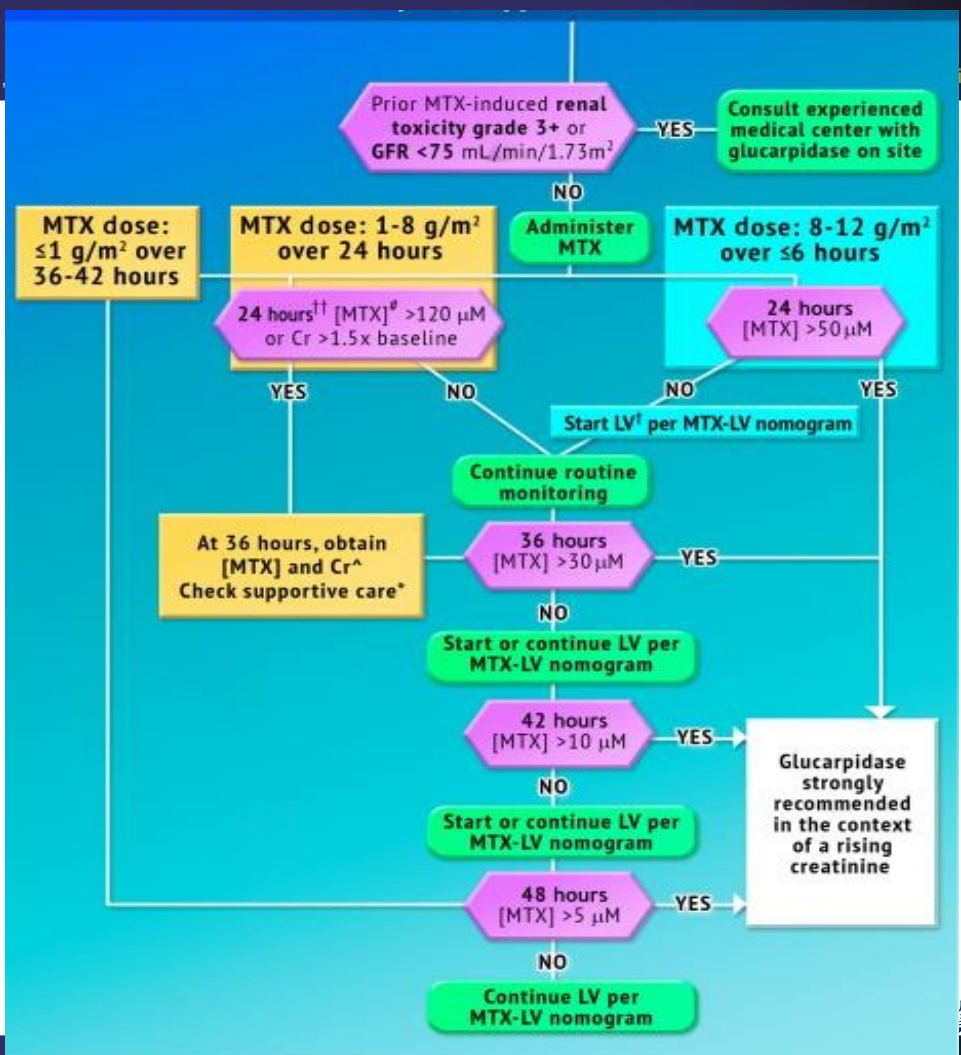 Prior MTX-induced renal
toxicity grade 3+ or
GFR <75 mL/min/1.73m²
YES
Consult experienced
medical center with
glucarpidase on site
NO
Administer
MTX
MTX dose:
≤1 g/m² over
36-42 hours
MTX dose: 1-8 g/m²
over 24 hours
24 hours†† [MTX]ø >120 µM
or Cr >1.5x baseline
MTX dose: 8-12 g/m²
over ≤6 hours
24 hours
[MTX] >50 µM
YES
NO
NO
YES
Start LV† per MTX-LV nomogram
Continue routine
monitoring
At 36 hours, obtain
[MTX] and Cr^
Check supportive care*
36 hours
[MTX] >30 µM
YES
NO
Start or continue LV per
MTX-LV nomogram
42 hours
[MTX] >10 µM
YES
NO
Start or continue LV per
MTX-LV nomogram
48 hours
[MTX] >5 µM
YES
Glucarpidase
strongly
recommended
in the context
of a rising
creatinine
NO
Continue LV per
MTX-LV nomogram